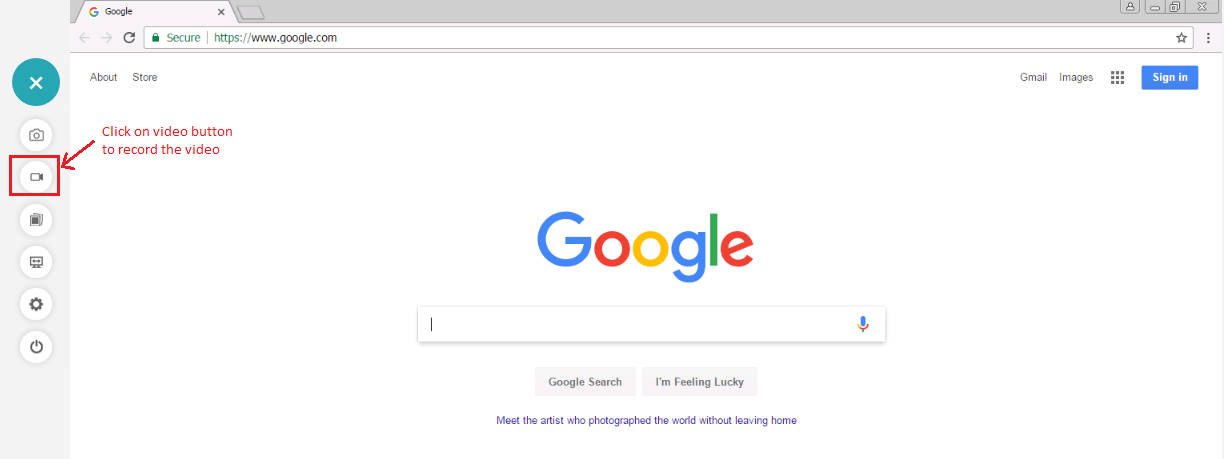 Google
Secure https://www.google.com
About Store
Gmail Images Sign in
Click on video button
to record the video
Google
Google Search I'm Feeling Lucky
Meet the artist who photographed the world without leaving home